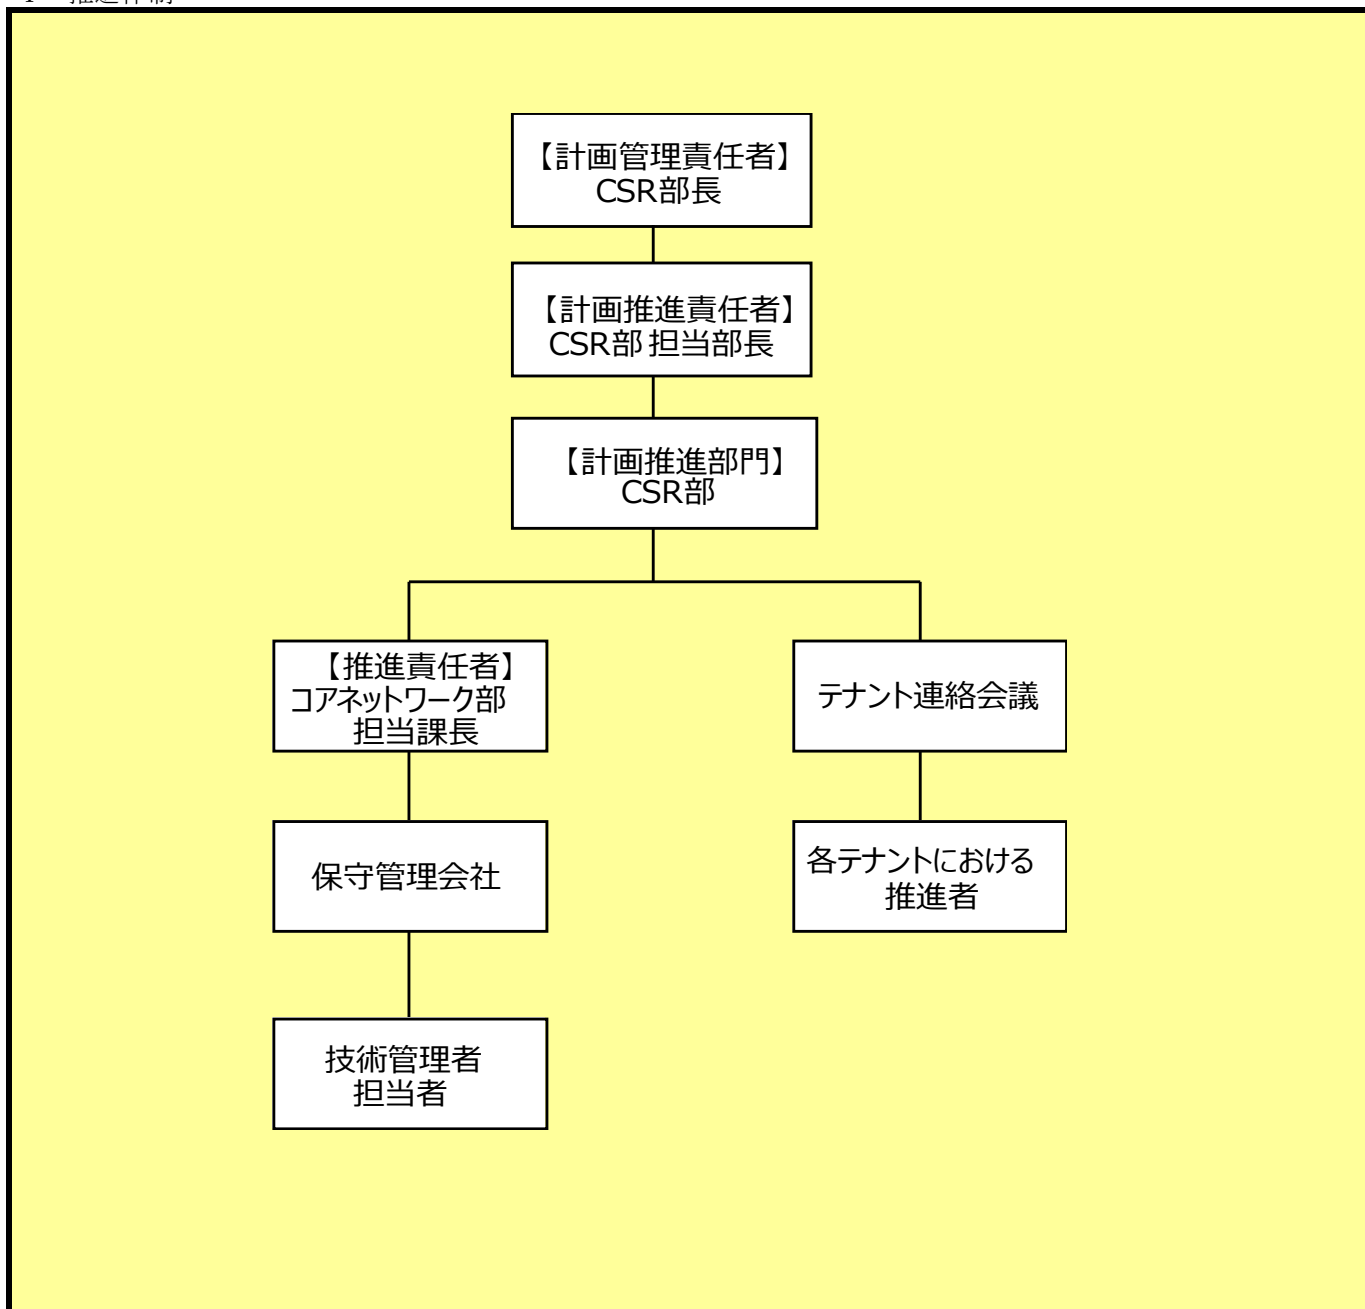 推進体制
【計画管理責任者】
CSR部長
【計画推進責任者】
CSR部 担当部長
【計画推進部門】
CSR部
【推進責任者】
コアネットワーク部
担当課長
テナント連絡会議
保守管理会社
各テナントにおける
推進者
技術管理者
担当者